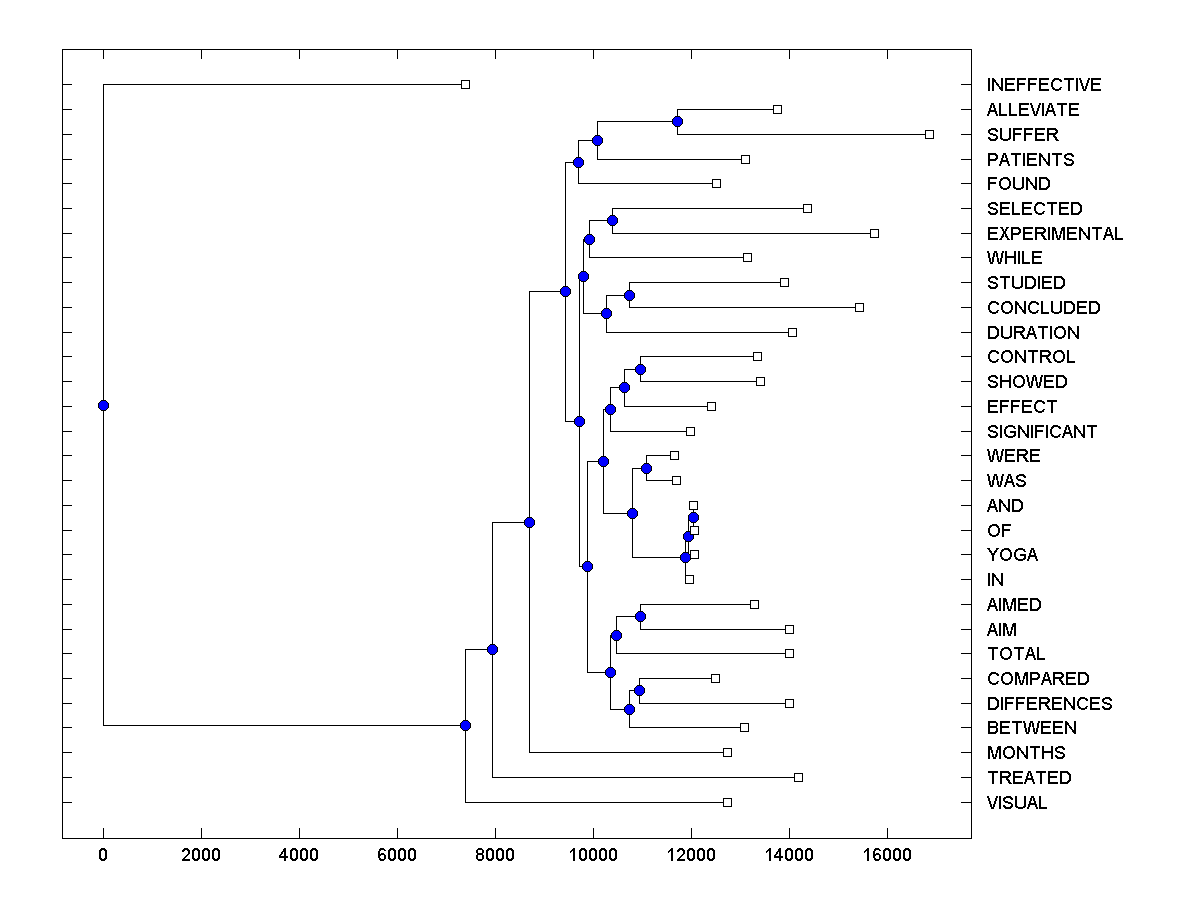 INEFFECTIVE
ALLEVIATE
SUFFER
PATIENTS
FOUND
SELECTED
EXPERIMENTAL
WHILE
STUDIED
CONCLUDED
DURATION
CONTROL
SHOWED
EFFECT
SIGNIFICANT
WERE
WAS
AND
OF
YOGA
IN
AIMED
AIM
TOTAL
COMPARED
DIFFERENCES
BETWEEN
MONTHS
TREATED
VISUAL
0 2000 4000 6000 8000 10000 12000 14000 16000